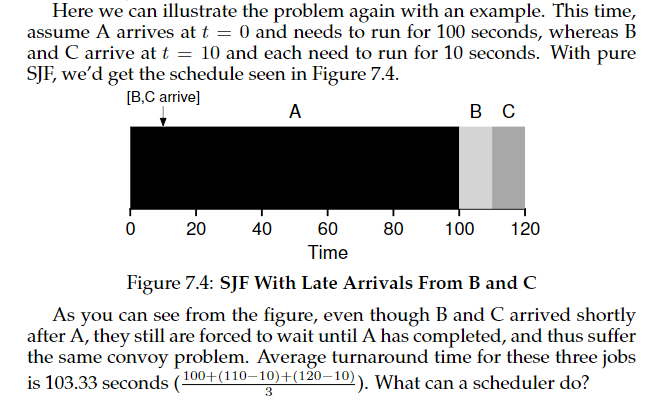 Here we can illustrate the problem again with an example. This time,
assume A arrives at t = 0 and needs to run for 100 seconds, whereas B
and C arrive at t = 10 and each need to run for 10 seconds. With pure
SJF, we’d get the schedule seen in Figure 7.4.
[B,C arrive]
A B C
0 20 40 60 80 100 120
Time
Figure 7.4: SJF With Late Arrivals From B and C
As you can see from the figure, even though B and C arrived shortly
after A, they still are forced to wait until A has completed, and thus suffer
the same convoy problem. Average turnaround time for these three jobs
is 103.33 seconds (100+(110−10)+(120−10)/3). What can a scheduler do?